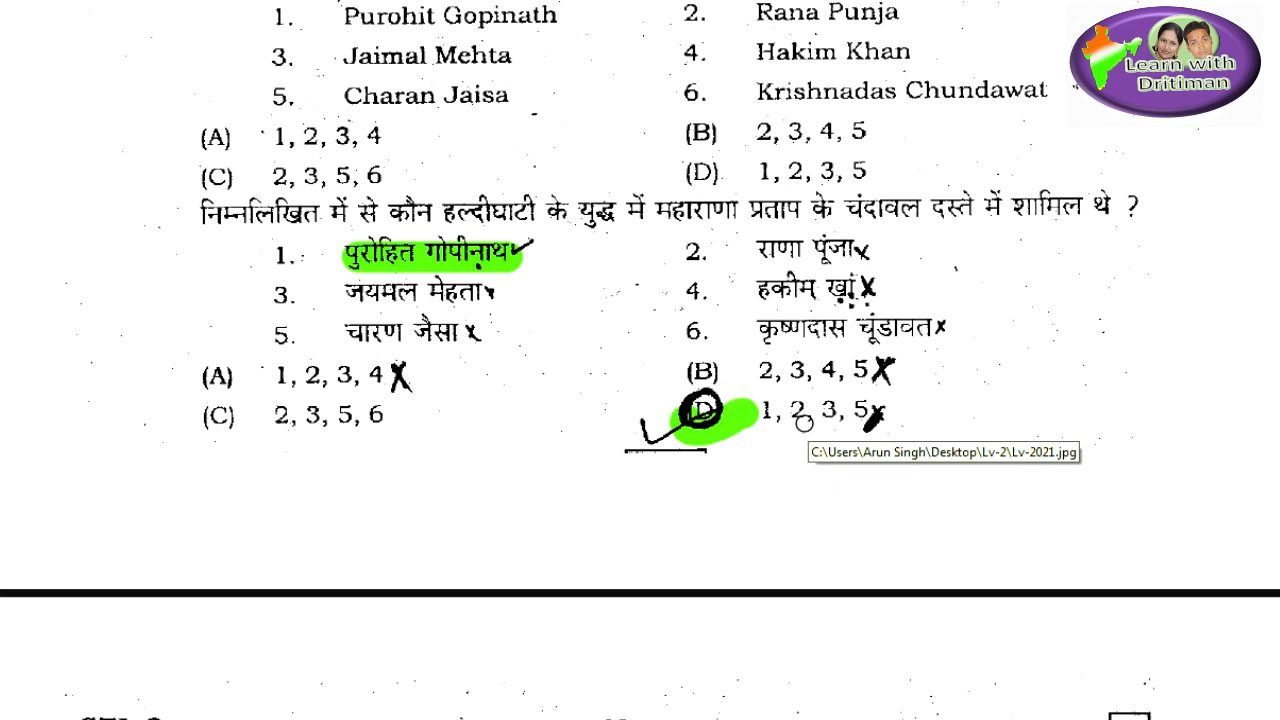 1. Purohit Gopinath 2. Rana Punja
3. Jaimal Mehta 4. Hakim Khan
5. Charan Jaisa 6. Krishnadas Chundawat
Learn with
Dritiman
(A) 1, 2, 3, 4 (B) 2, 3, 4, 5
(C) 2, 3, 5, 6 (D) 1, 2, 3, 5
निम्नलिखित में से कौन हल्दीघाटी के युद्ध में महाराणा प्रताप के चंदावल दस्ते में शामिल थे ?
1. पुरोहित गोपीनाथ 2. राणा पूंजा
3. जयमल मेहता 4. हकीम खां
5. चारण जैसा 6. कृष्णदास चूंडावत
(A) 1, 2, 3, 4 (B) 2, 3, 4, 5
(C) 2, 3, 5, 6 (D) 1, 2, 3, 5
C:\Users\Arun Singh\Desktop\Lv-2\Lv-2021.jpg